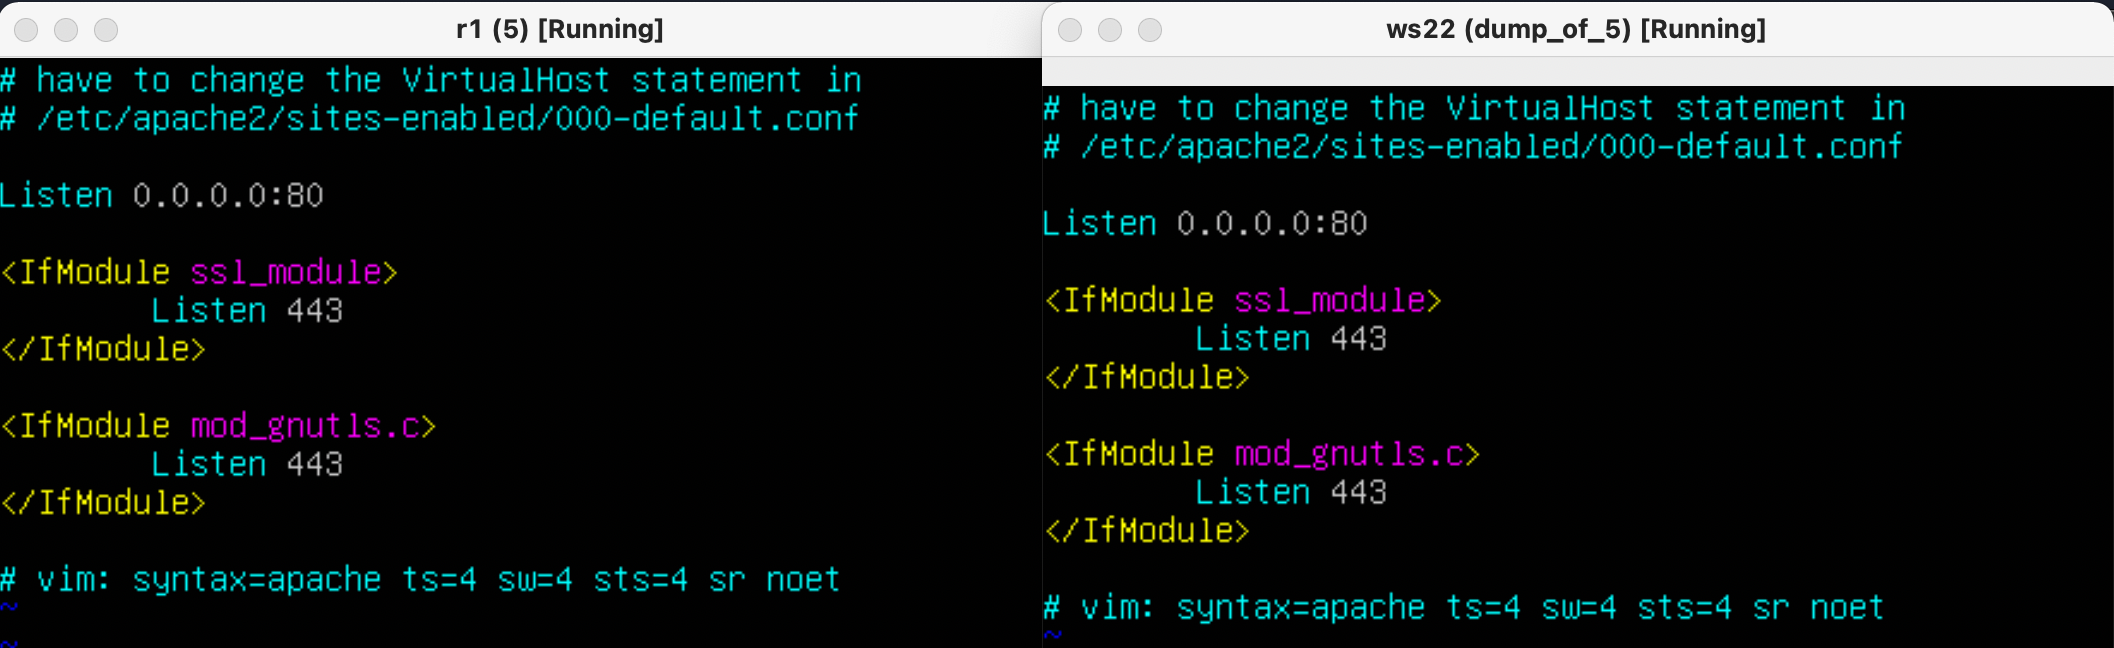 r1 (5) [Running]
# have to change the VirtualHost statement in
# /etc/apache2/sites-enabled/000-default.conf
Listen 0.0.0.0:80
<IfModule ssl_module>
Listen 443
</IfModule>
<IfModule mod_gnutls.c>
Listen 443
</IfModule>
# vim: syntax=apache ts=4 sw=4 sts=4 sr noet
~
~
ws22 (dump_of_5) [Running]
# have to change the VirtualHost statement in
# /etc/apache2/sites-enabled/000-default.conf
Listen 0.0.0.0:80
<IfModule ssl_module>
Listen 443
</IfModule>
<IfModule mod_gnutls.c>
Listen 443
</IfModule>
# vim: syntax=apache ts=4 sw=4 sts=4 sr noet
~